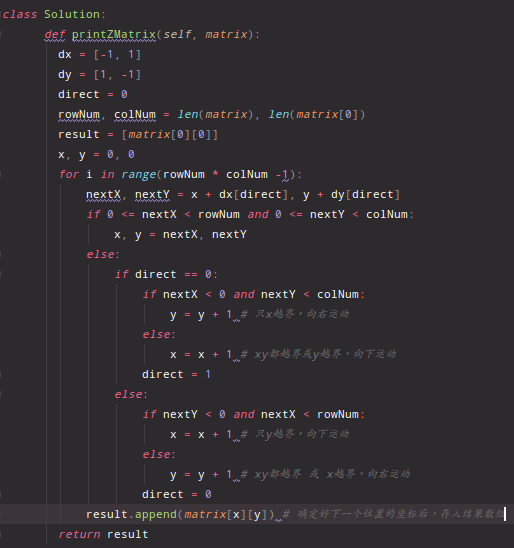 class Solution:
    def printZMatrix(self, matrix):
        dx = [-1, 1]
        dy = [1, -1]
        direct = 0
        rowNum, colNum = len(matrix), len(matrix[0])
        result = [matrix[0][0]]
        x, y = 0, 0
        for i in range(rowNum * colNum -1):
            nextX, nextY = x + dx[direct], y + dy[direct]
            if 0 <= nextX < rowNum and 0 <= nextY < colNum:
                x, y = nextX, nextY
            else:
                if direct == 0:
                    if nextX < 0 and nextY < colNum:
                        y = y + 1 # 只x越界，向右运动
                    else:
                        x = x + 1 # xy都越界或y越界，向下运动
                    direct = 1
                else:
                    if nextY < 0 and nextX < rowNum:
                        x = x + 1 # 只y越界，向下运动
                    else:
                        y = y + 1 # xy都越界 或 x越界，向右运动
                    direct = 0
            result.append(matrix[x][y]) # 确定好下一个位置的坐标后，存入结果数组
        return result